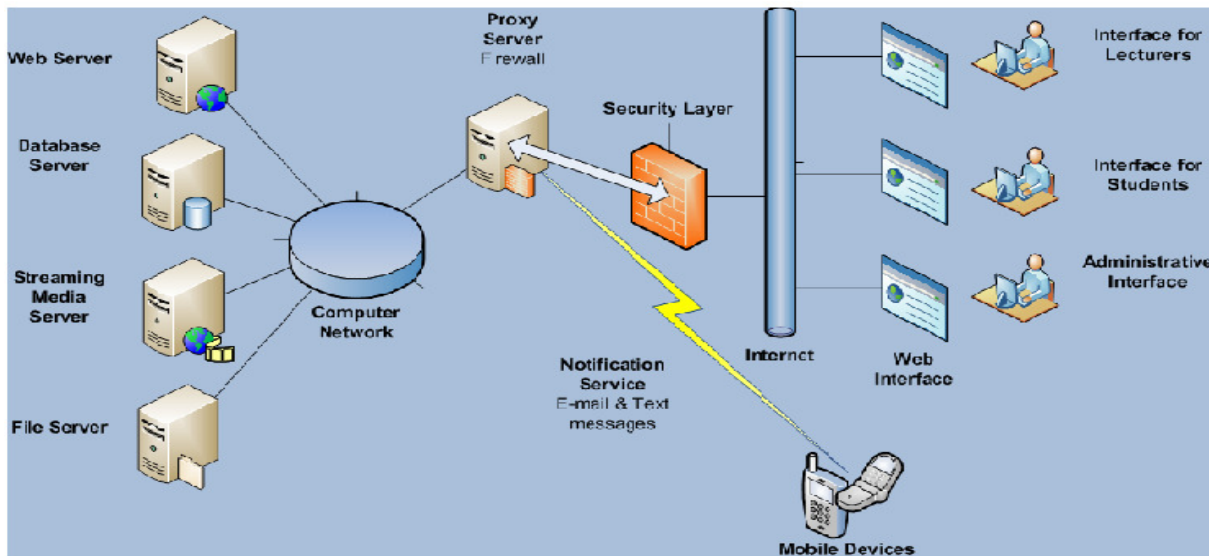 Web Server
Database
Server
Streaming
Media
Server
File Server
Computer
Network
Proxy
Server
Firewall
Security Layer
Notification
Service
E-mail & Text
messages
Internet
Web
Interface
Interface for
Lecturers
Interface for
Students
Administrative
Interface
Mobile Devices